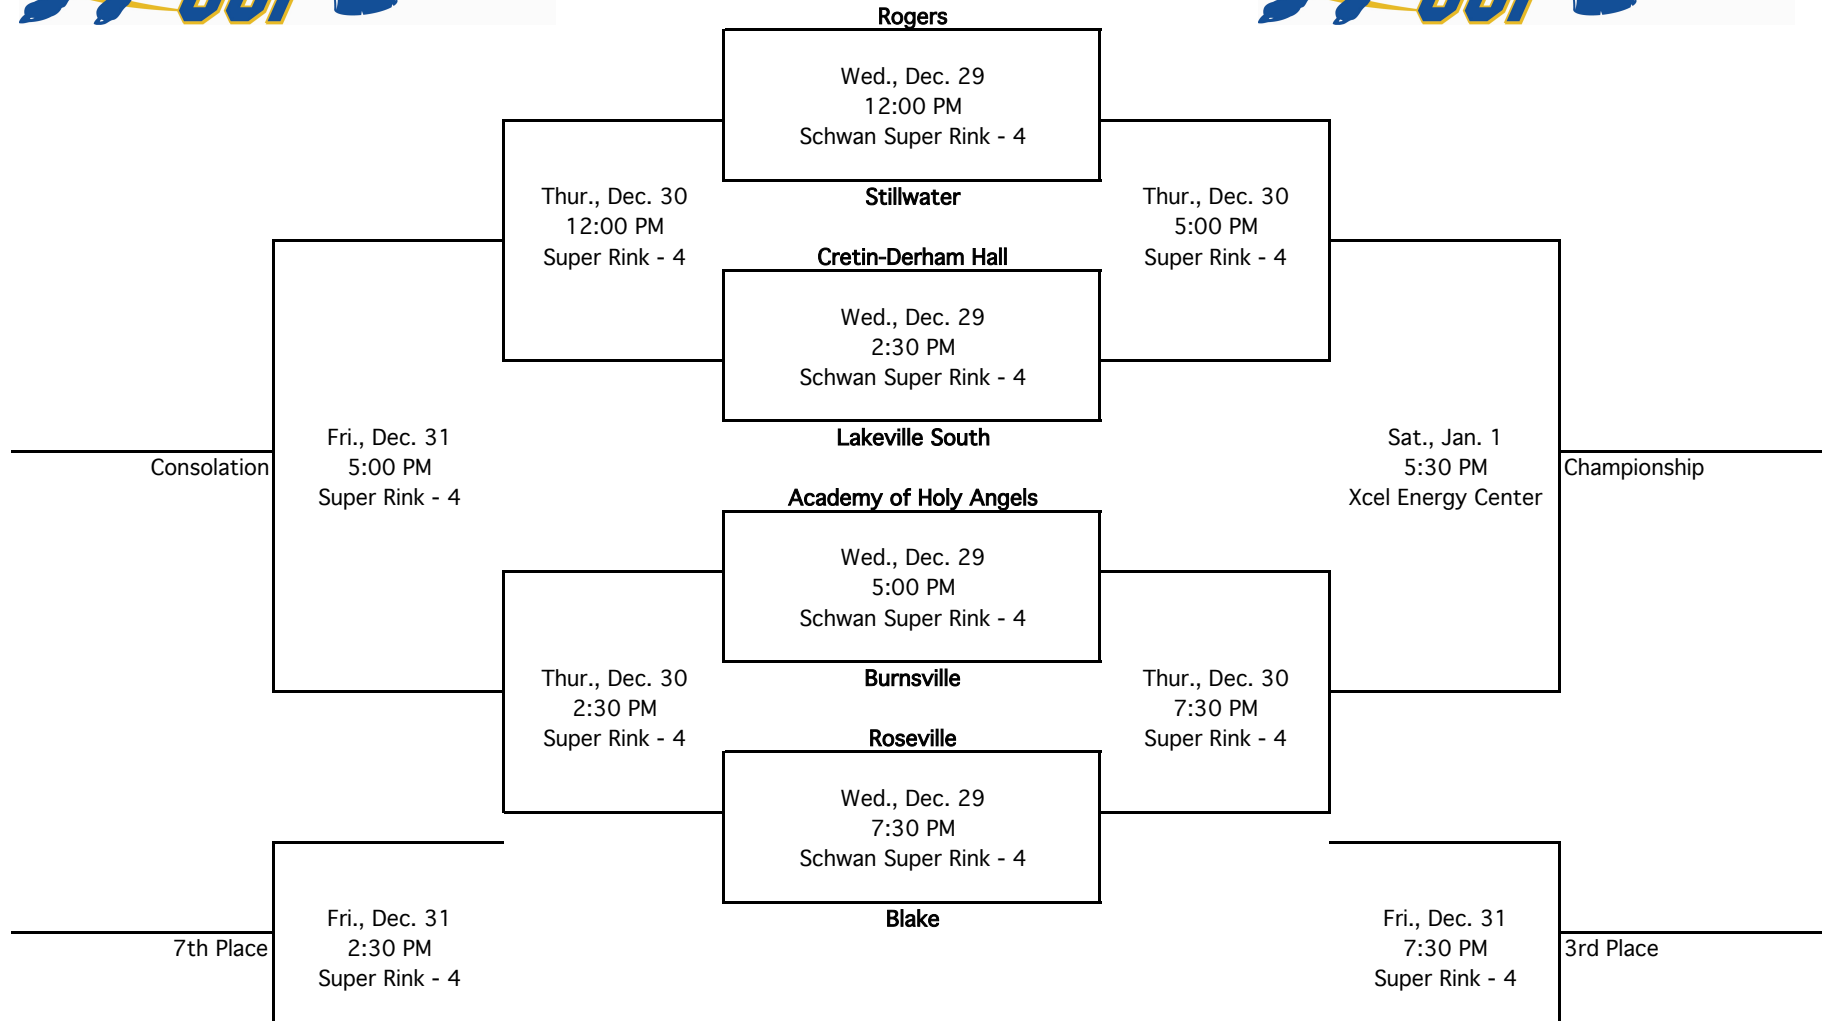 Rogers
Wed., Dec. 29
12:00 PM
Schwan Super Rink - 4
Stillwater
Thur., Dec. 30
12:00 PM
Super Rink - 4
Thur., Dec. 30
5:00 PM
Super Rink - 4
Cretin-Derham Hall
Wed., Dec. 29
2:30 PM
Schwan Super Rink - 4
Lakeville South
Fri., Dec. 31
5:00 PM
Super Rink - 4
Consolation
Sat., Jan. 1
5:30 PM
Xcel Energy Center
Championship
Academy of Holy Angels
Wed., Dec. 29
5:00 PM
Schwan Super Rink - 4
Burnsville
Thur., Dec. 30
2:30 PM
Super Rink - 4
Thur., Dec. 30
7:30 PM
Super Rink - 4
Roseville
Wed., Dec. 29
7:30 PM
Schwan Super Rink - 4
Blake
Fri., Dec. 31
2:30 PM
Super Rink - 4
7th Place
Fri., Dec. 31
7:30 PM
Super Rink - 4
3rd Place